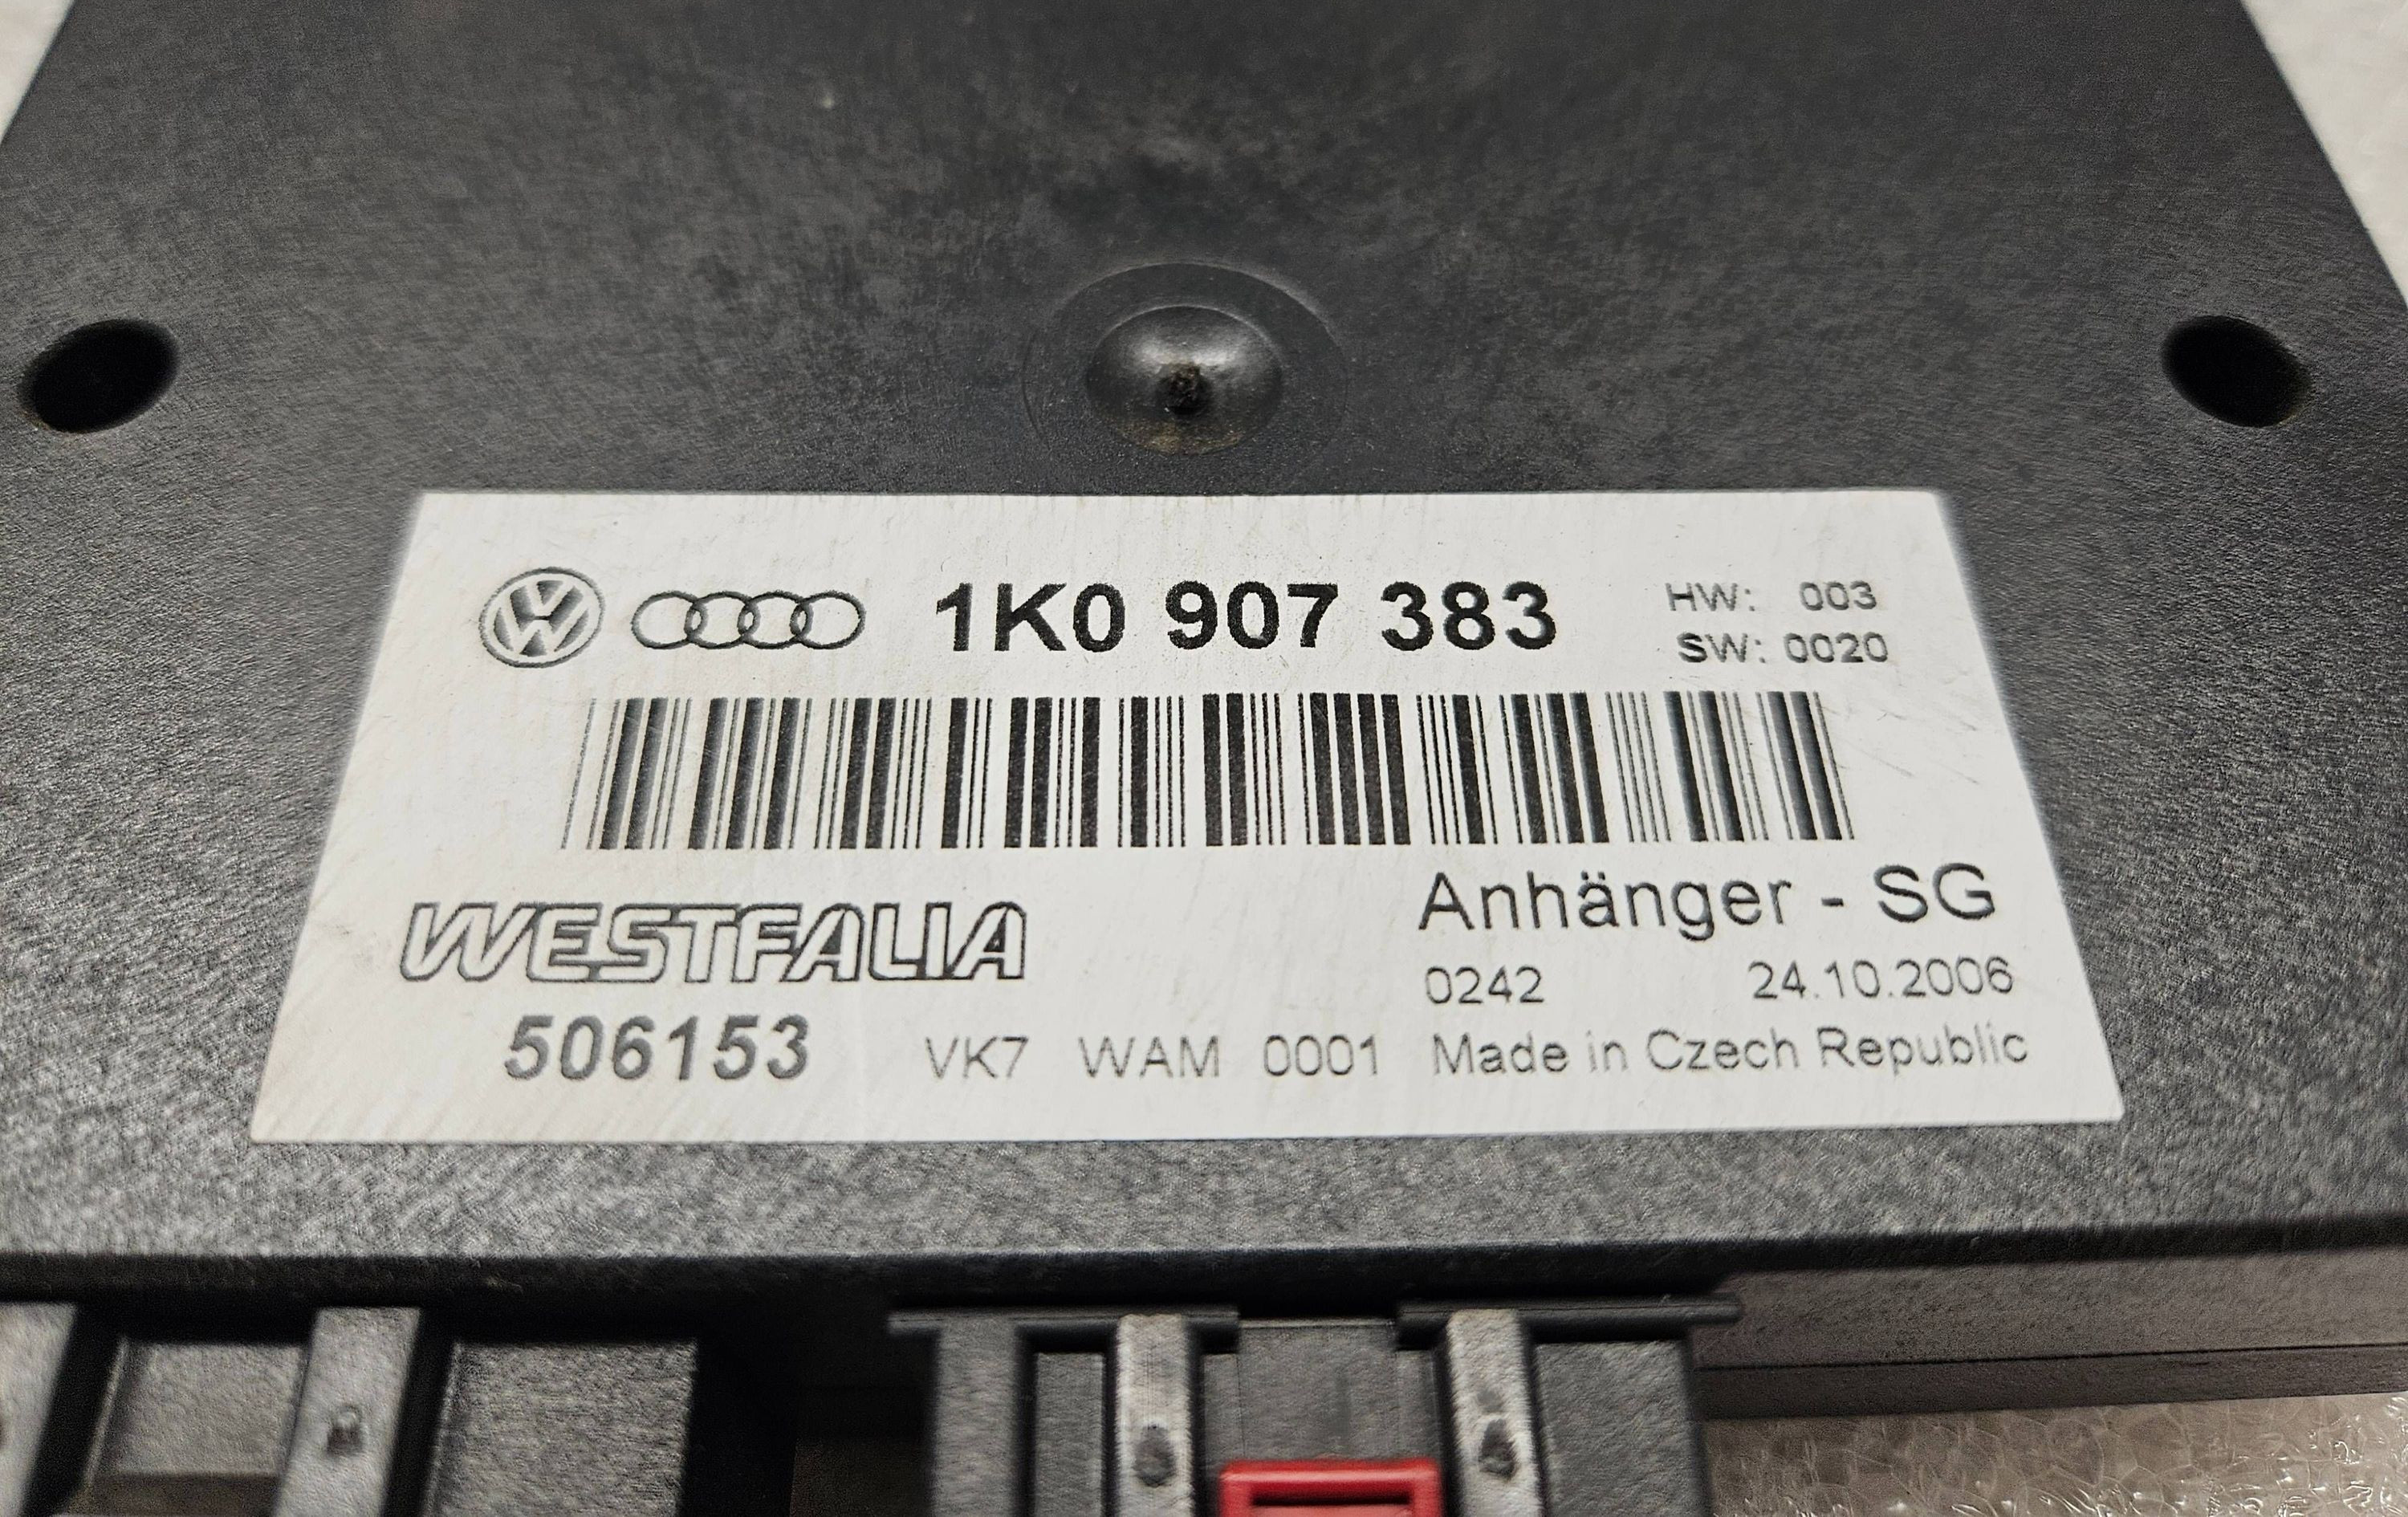 1K0 907 383
HW: 003
SW: 0020
WESTFALIA
Anhänger - SG
0242 24.10.2006
506153 VK7 WAM 0001 Made in Czech Republic